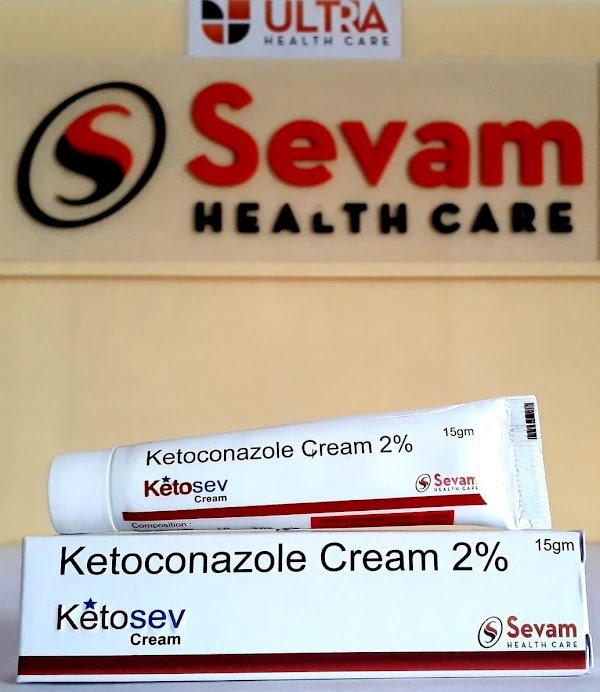 ULTRA
HEALTH CARE
Sevam
HEALTH CARE
Ketoconazole Cream 2%
15gm
Ketosev
Cream
Sevam
HEALTH CARE
Composition :
Ketoconazole Cream 2%
15gm
Ketosev
Cream
Sevam
HEALTH CARE